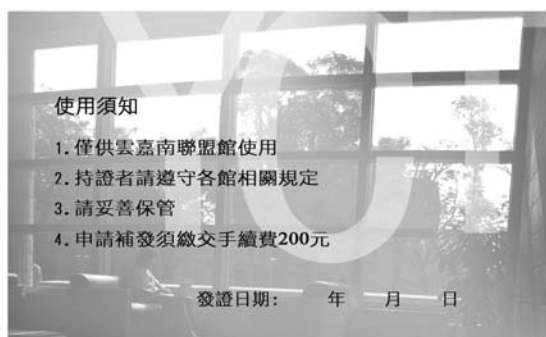 使用須知
1.僅供雲嘉南聯盟館使用
2.持證者請遵守各館相關規定
3.請妥善保管
4.申請補發須繳交手續費200元
發證日期： 年 月 日